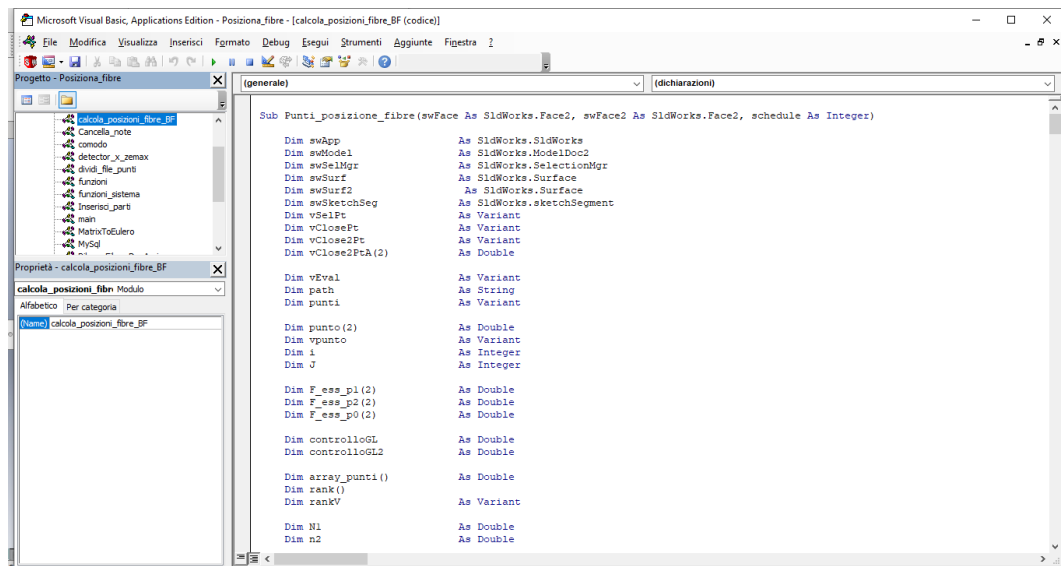 Microsoft Visual Basic, Applications Edition - Posiziona_fibre - [calcola_posizioni_fibre_BF (codice)]
File Modifica Visualizza Inserisci Formato Debug Esegui Strumenti Aggiunte Finestra ?
Progetto - Posiziona_fibre
calcola_posizioni_fibre_BF
Cancella_note
comodo
detector_x_zemax
dividi_file_punti
funzioni
funzioni_sistema
Inserisci_parti
main
MatrixToEulero
MySql
Proprietà - calcola_posizioni_fibre_BF
calcola_posizioni_fibr Modulo
Alfabetico Per categoria
(Name) calcola_posizioni_fibre_BF
(generale) (dichiarazioni)
Sub Punti_posizione_fibre(swFace As SldWorks.Face2, swFace2 As SldWorks.Face2, schedule As Integer)
Dim swApp As SldWorks.SldWorks
Dim swModel As SldWorks.ModelDoc2
Dim swSelMgr As SldWorks.SelectionMgr
Dim swSurf As SldWorks.Surface
Dim swSurf2 As SldWorks.Surface
Dim swSketchSeg As SldWorks.sketchSegment
Dim vSelPt As Variant
Dim vClosePt As Variant
Dim vClose2Pt As Variant
Dim vClose2PtA(2) As Double
Dim vEval As Variant
Dim path As String
Dim punti As Variant
Dim punto(2) As Double
Dim vpunto As Variant
Dim i As Integer
Dim J As Integer
Dim F_ess_p1(2) As Double
Dim F_ess_p2(2) As Double
Dim F_ess_p0(2) As Double
Dim controlloGL As Double
Dim controlloGL2 As Double
Dim array_punti() As Double
Dim rank()
Dim rankV As Variant
Dim N1 As Double
Dim n2 As Double